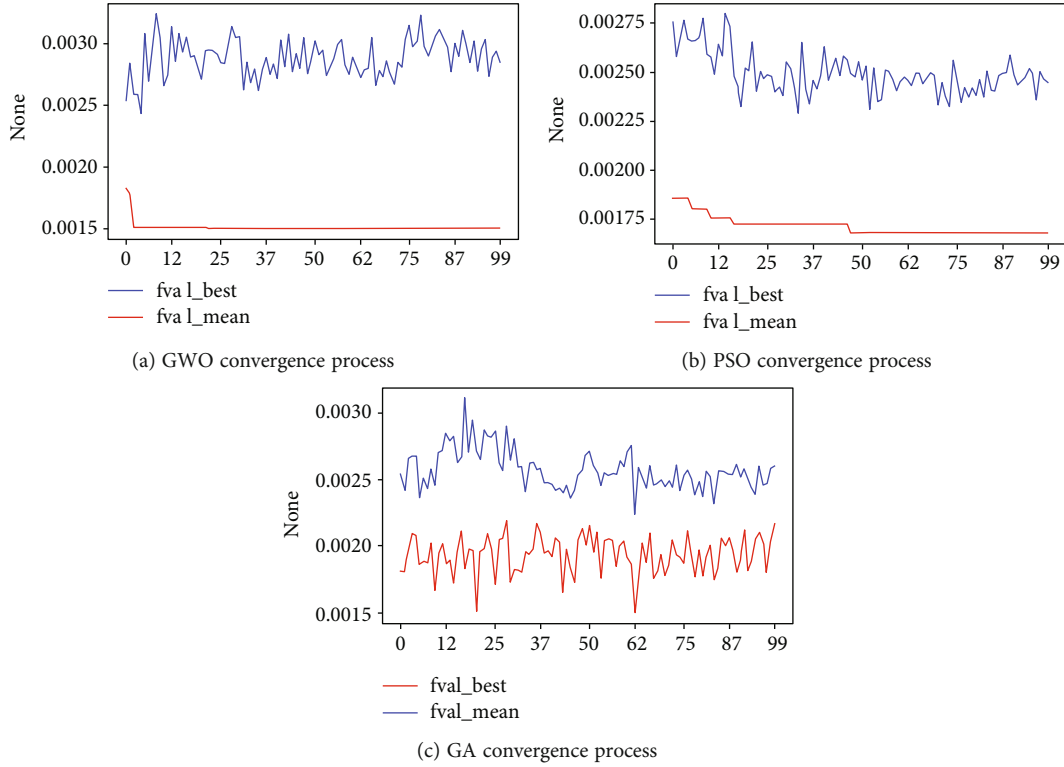 None
0.0030
0.0025
0.0020
0.0015
0 12 25 37 50 62 75 87 99
fva l_best
fva l_mean
(a) GWO convergence process
None
0.00275
0.00250
0.00225
0.00200
0.00175
0 12 25 37 50 62 75 87 99
fva l_best
fva l_mean
(b) PSO convergence process
None
0.0030
0.0025
0.0020
0.0015
0 12 25 37 50 62 75 87 99
fval_best
fval_mean
(c) GA convergence process